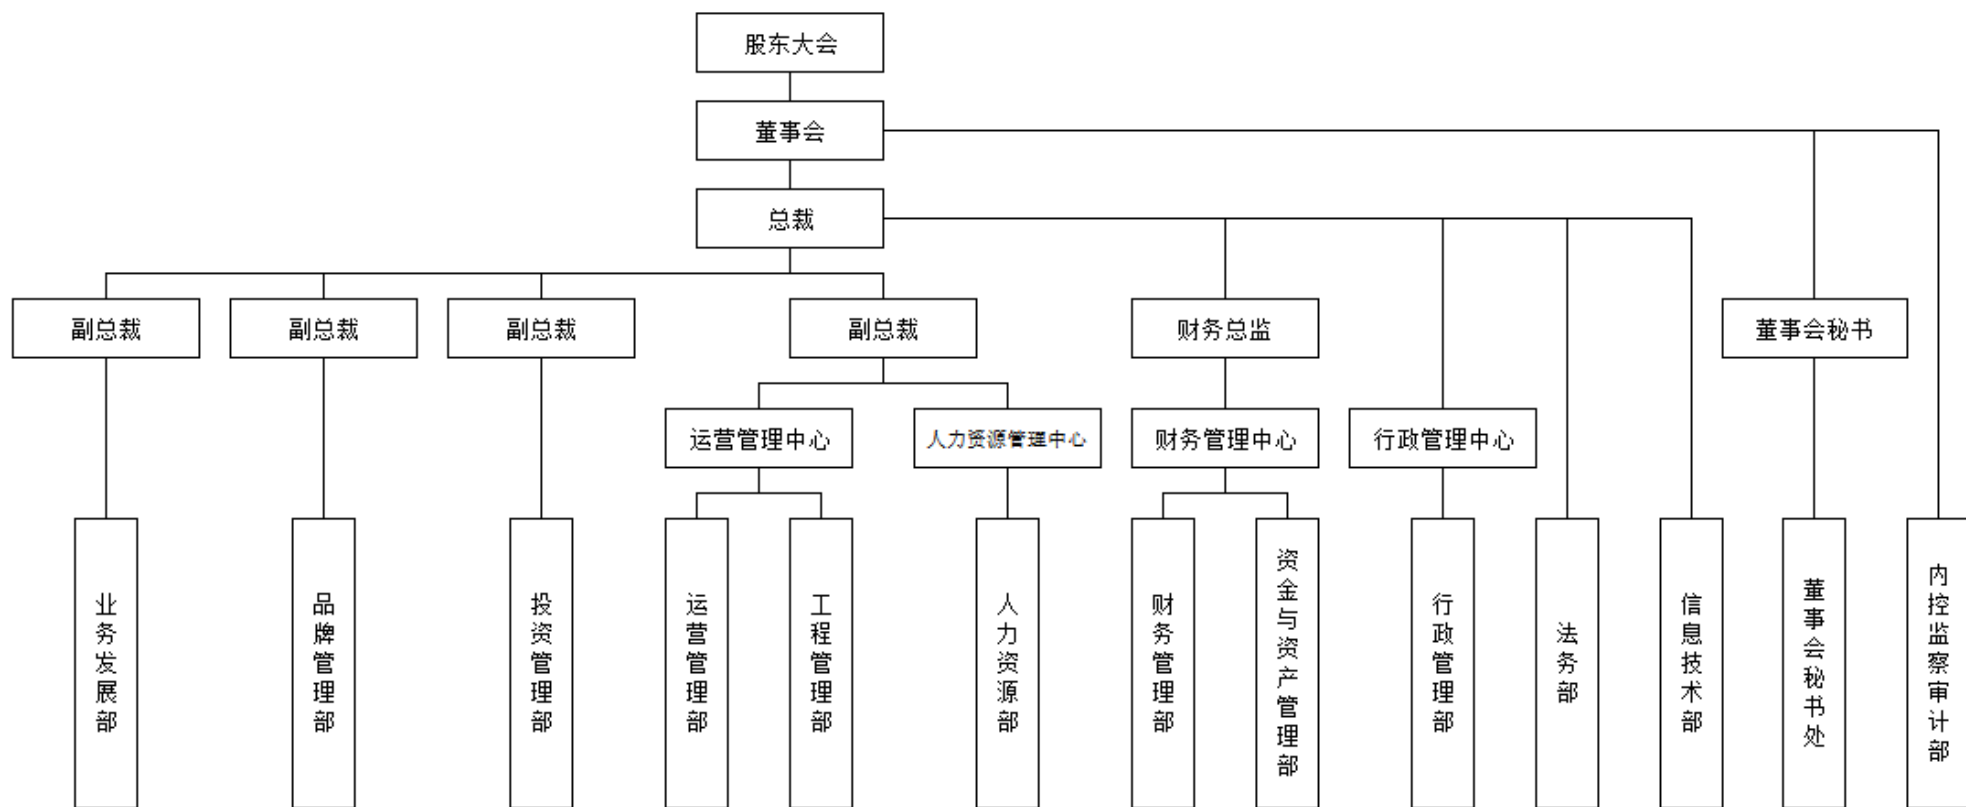 股东大会
董事会
总裁
副总裁
副总裁
副总裁
副总裁
财务总监
董事会秘书
运营管理中心
人力资源管理中心
财务管理中心
行政管理中心
业务发展部
品牌管理部
投资管理部
运营管理部
工程管理部
人力资源部
财务管理部
资金与资产管理部
行政管理部
法务部
信息技术部
董事会秘书处
内控监察审计部